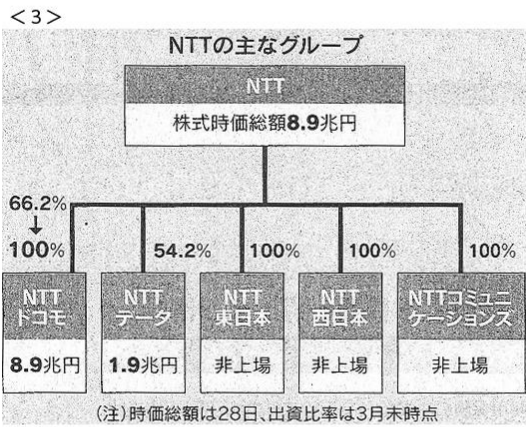 <3>
NTTの主なグループ
NTT
株式時価総額8.9兆円
66.2%
↓
100%
54.2%
100%
100%
100%
NTT
ドコモ
8.9兆円
NTT
データ
1.9兆円
NTT
東日本
非上場
NTT
西日本
非上場
NTTコミュニ
ケーションズ
非上場
(注)時価総額は28日、出資比率は3月末時点